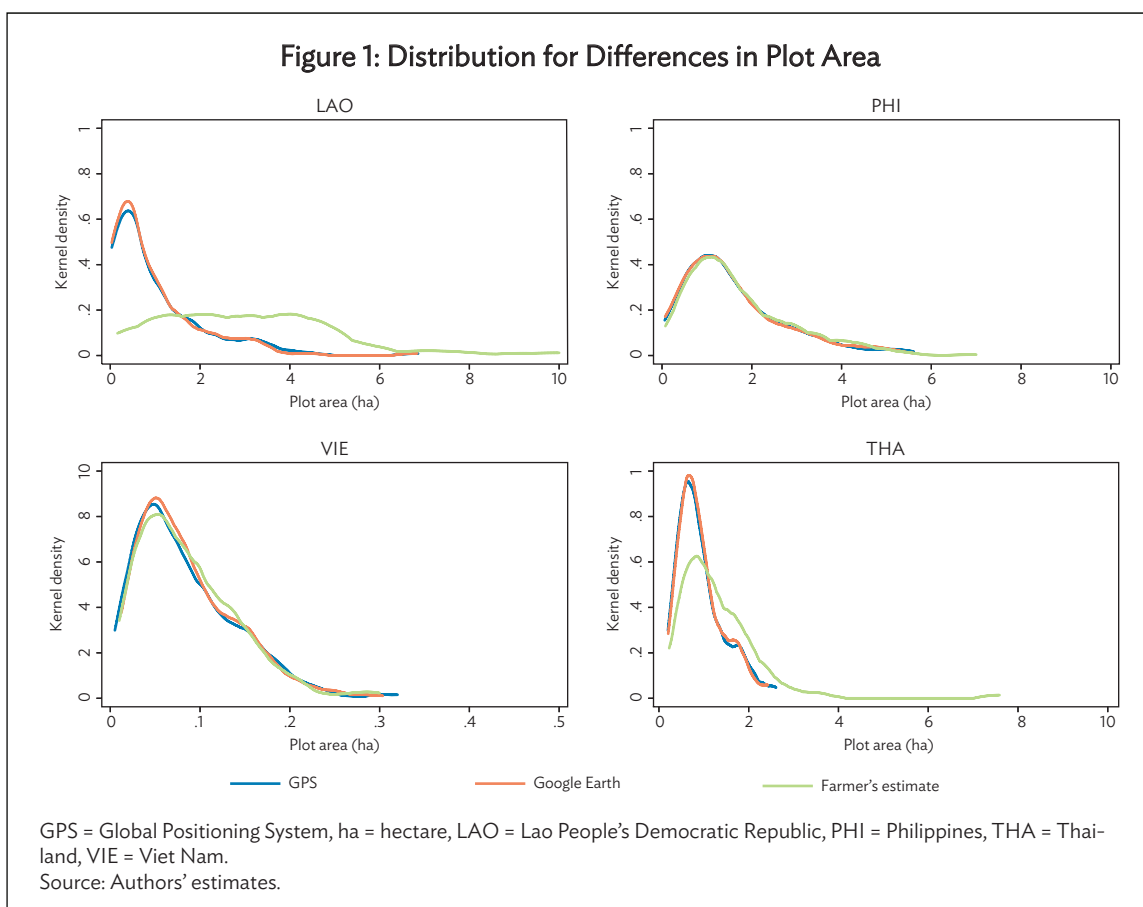 Figure 1: Distribution for Differences in Plot Area
LAO
Kernel density
1
.8
.6
.4
.2
0
0 2 4 6 8 10
Plot area (ha)
PHI
Kernel density
1
.8
.6
.4
.2
0
0 2 4 6 8 10
Plot area (ha)
VIE
Kernel density
10
.8
.6
.4
.2
0
0 .1 .2 .3 .4 .5
Plot area (ha)
THA
Kernel density
1
.8
.6
.4
.2
0
0 2 4 6 8 10
Plot area (ha)
GPS Google Earth Farmer's estimate
GPS = Global Positioning System, ha = hectare, LAO = Lao People's Democratic Republic, PHI = Philippines, THA = Thai-
land, VIE = Viet Nam.
Source: Authors' estimates.